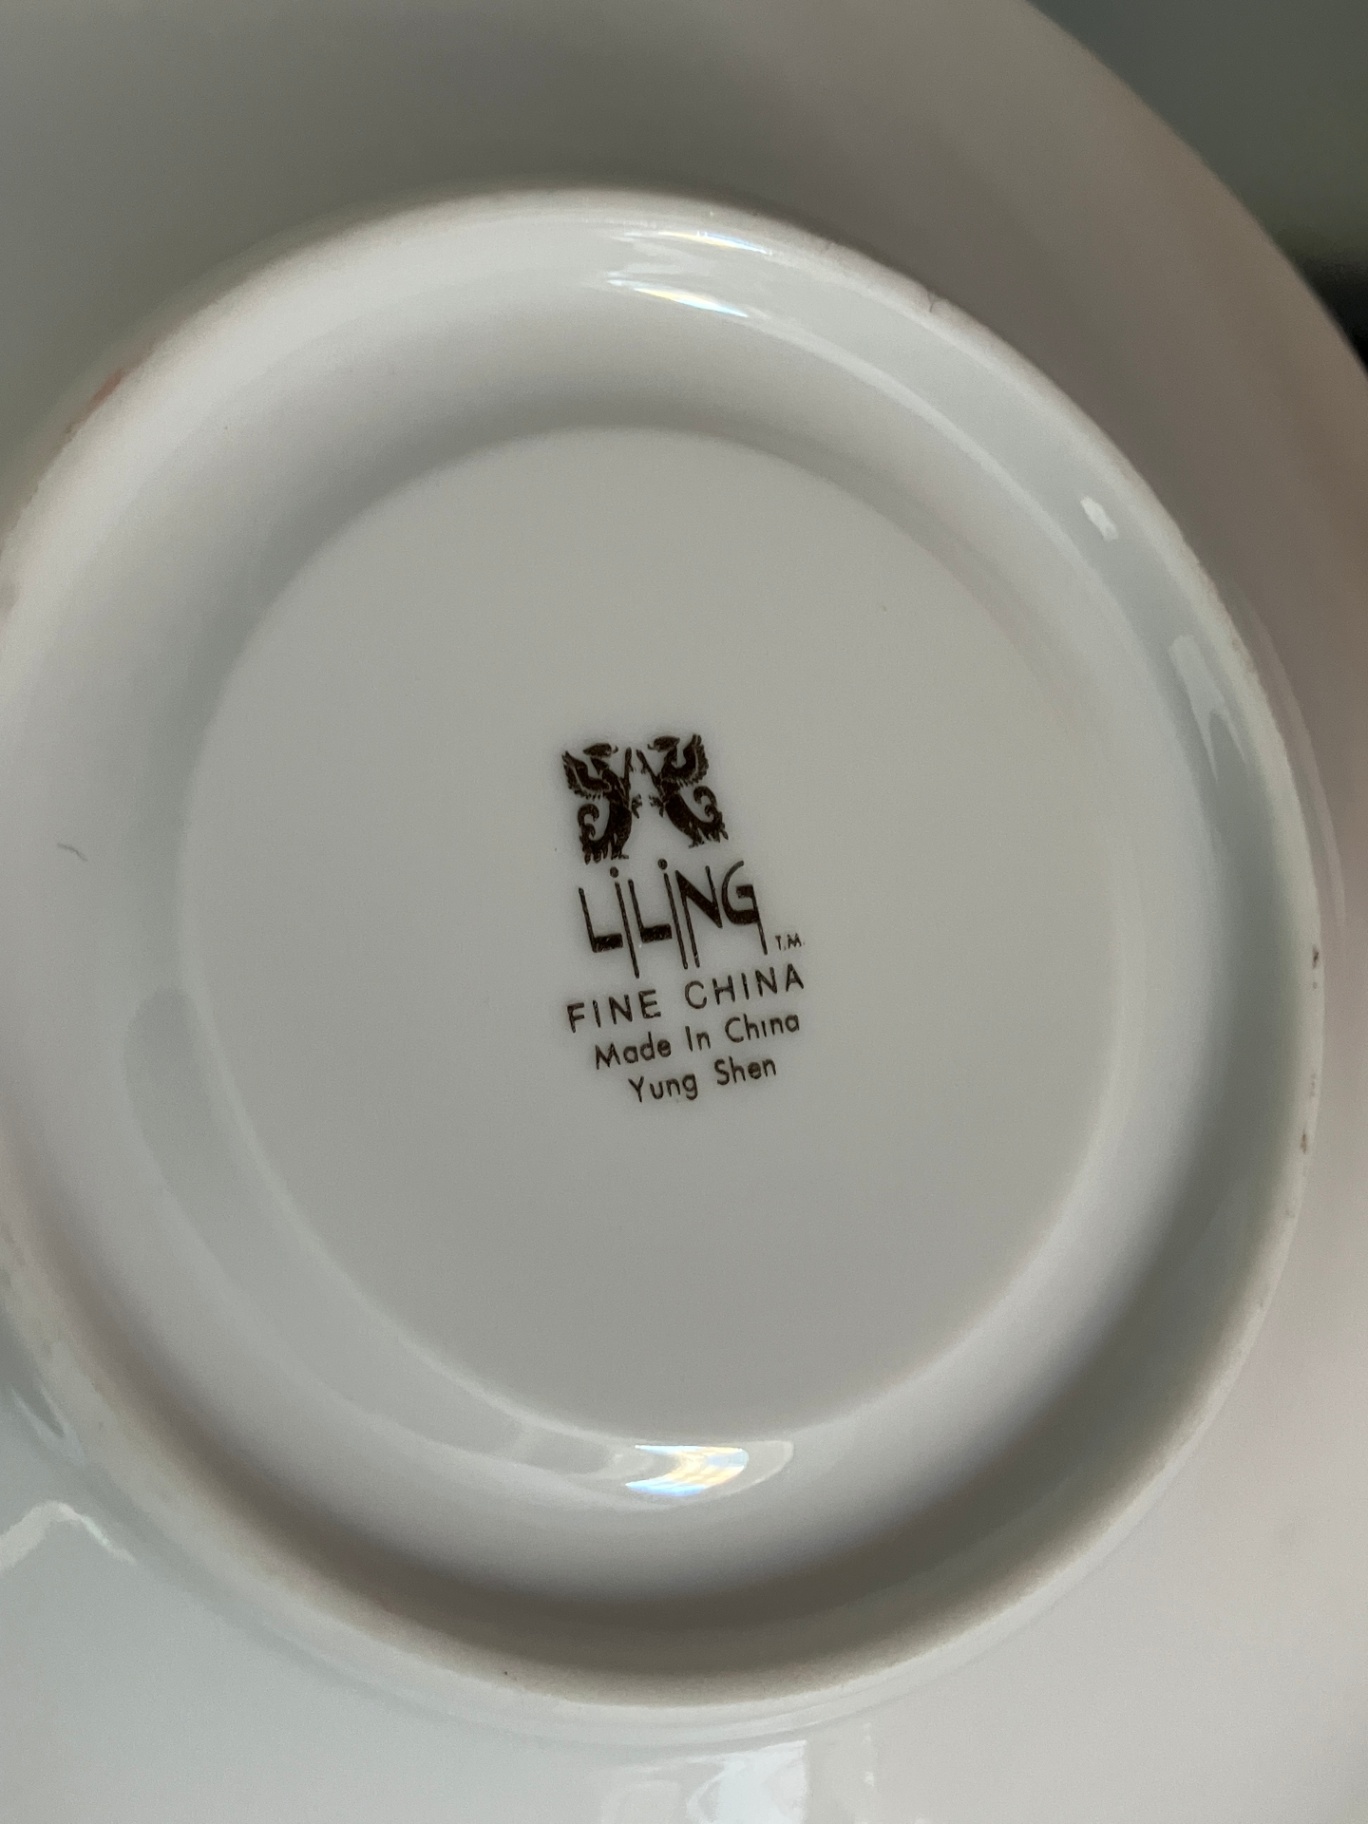 LiLiNG T.M.
FINE CHINA
Made In China
Yung Shen